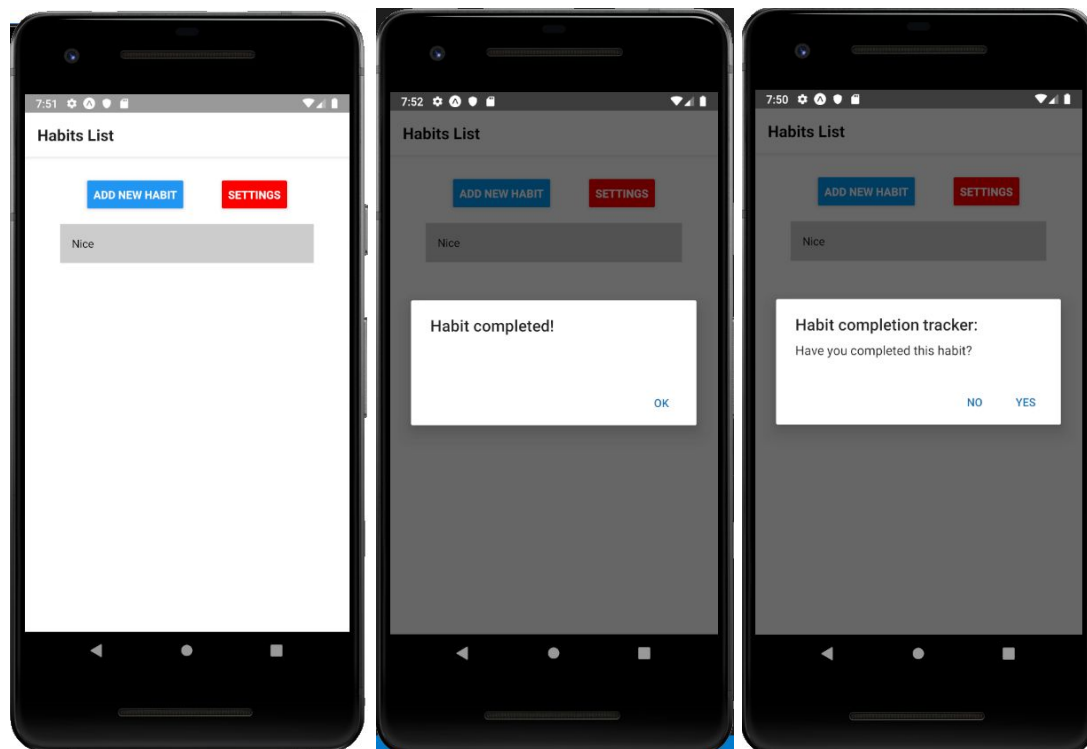 7:51
Habits List
ADD NEW HABIT SETTINGS
Nice
7:52
Habits List
ADD NEW HABIT SETTINGS
Nice
Habit completed!
OK
7:50
Habits List
ADD NEW HABIT SETTINGS
Nice
Habit completion tracker:
Have you completed this habit?
NO YES